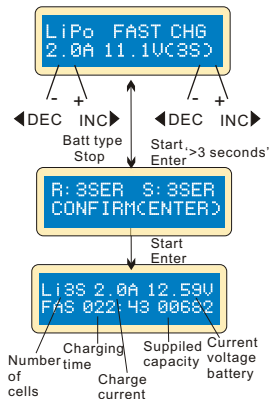 LiPo FAST CHG
2.0A 11.1V(3S)
- + - +
DEC INC DEC INC
Batt type
Stop
Start
Enter '>3 seconds'
R:3SER S:3SER
CONFIRM(ENTER)
Start
Enter
Li3S 2.0A 12.59V
FAS 022:43 00682
Number
of
cells
Charging
time
Charge
current
Suppiled
capacity
Current
voltage
battery